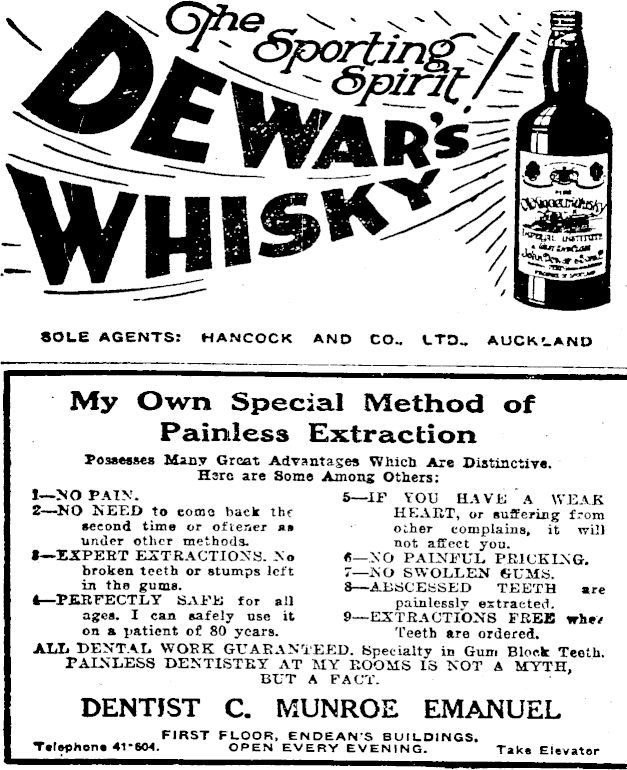 The Sporting Spirit!
DEWAR'S
WHISKY
IMPERIAL INSTITUTE
John Dewar & Sons
SOLE AGENTS: HANCOCK AND CO., LTD., AUCKLAND
My Own Special Method of
Painless Extraction
Possesses Many Great Advantages Which Are Distinctive.
Here are Some Among Others:
1—NO PAIN.
2—NO NEED to come back the
second time or oftener as
under other methods.
3—EXPERT EXTRACTIONS. No
broken teeth or stumps left
in the gums.
4—PERFECTLY SAFE for all
ages. I can safely use it
on a patient of 80 years.
5—IF YOU HAVE A WEAK
HEART, or suffering from
other complains, it will
not affect you.
6—NO PAINFUL PRICKING.
7—NO SWOLLEN GUMS.
8—ABSCESSED TEETH are
painlessly extracted.
9—EXTRACTIONS FREE when
Teeth are ordered.
ALL DENTAL WORK GUARANTEED. Specialty in Gum Block Teeth.
PAINLESS DENTISTRY AT MY ROOMS IS NOT A MYTH,
BUT A FACT.
DENTIST C. MUNROE EMANUEL
FIRST FLOOR, ENDEAN'S BUILDINGS.
Telephone 41-604. OPEN EVERY EVENING. Take Elevator